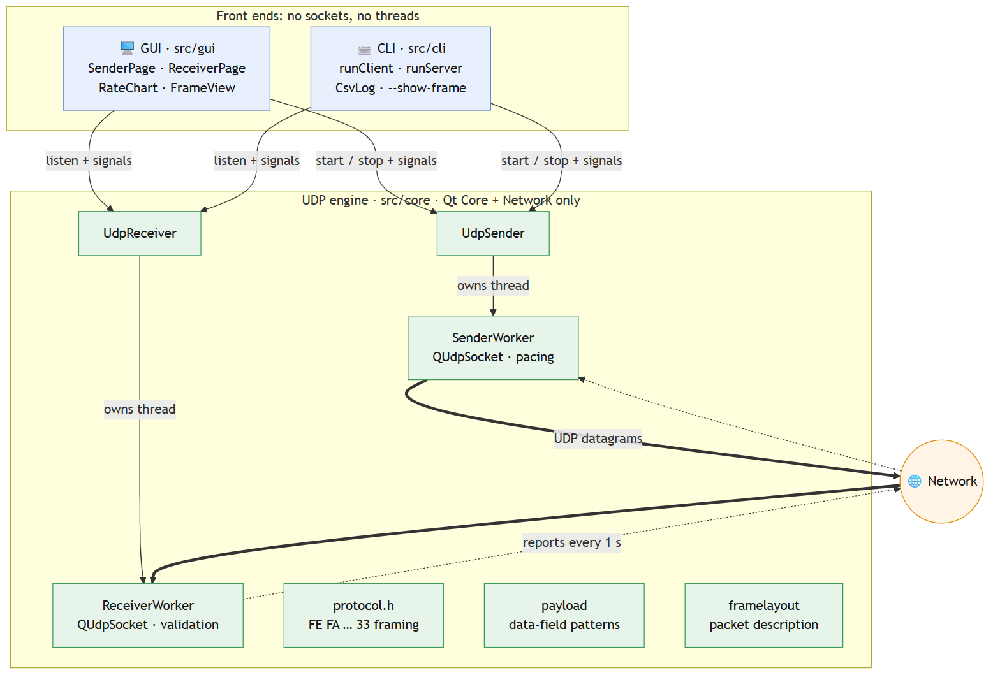 Front ends: no sockets, no threads
🖥️ GUI · src/gui
SenderPage · ReceiverPage
RateChart · FrameView
⌨️ CLI · src/cli
runClient · runServer
CsvLog · --show-frame
listen + signals
listen + signals
start / stop + signals
start / stop + signals
UDP engine · src/core · Qt Core + Network only
UdpReceiver
UdpSender
owns thread
SenderWorker
QUdpSocket · pacing
owns thread
UDP datagrams
🌐 Network
reports every 1 s
ReceiverWorker
QUdpSocket · validation
protocol.h
FE FA … 33 framing
payload
data-field patterns
framelayout
packet description